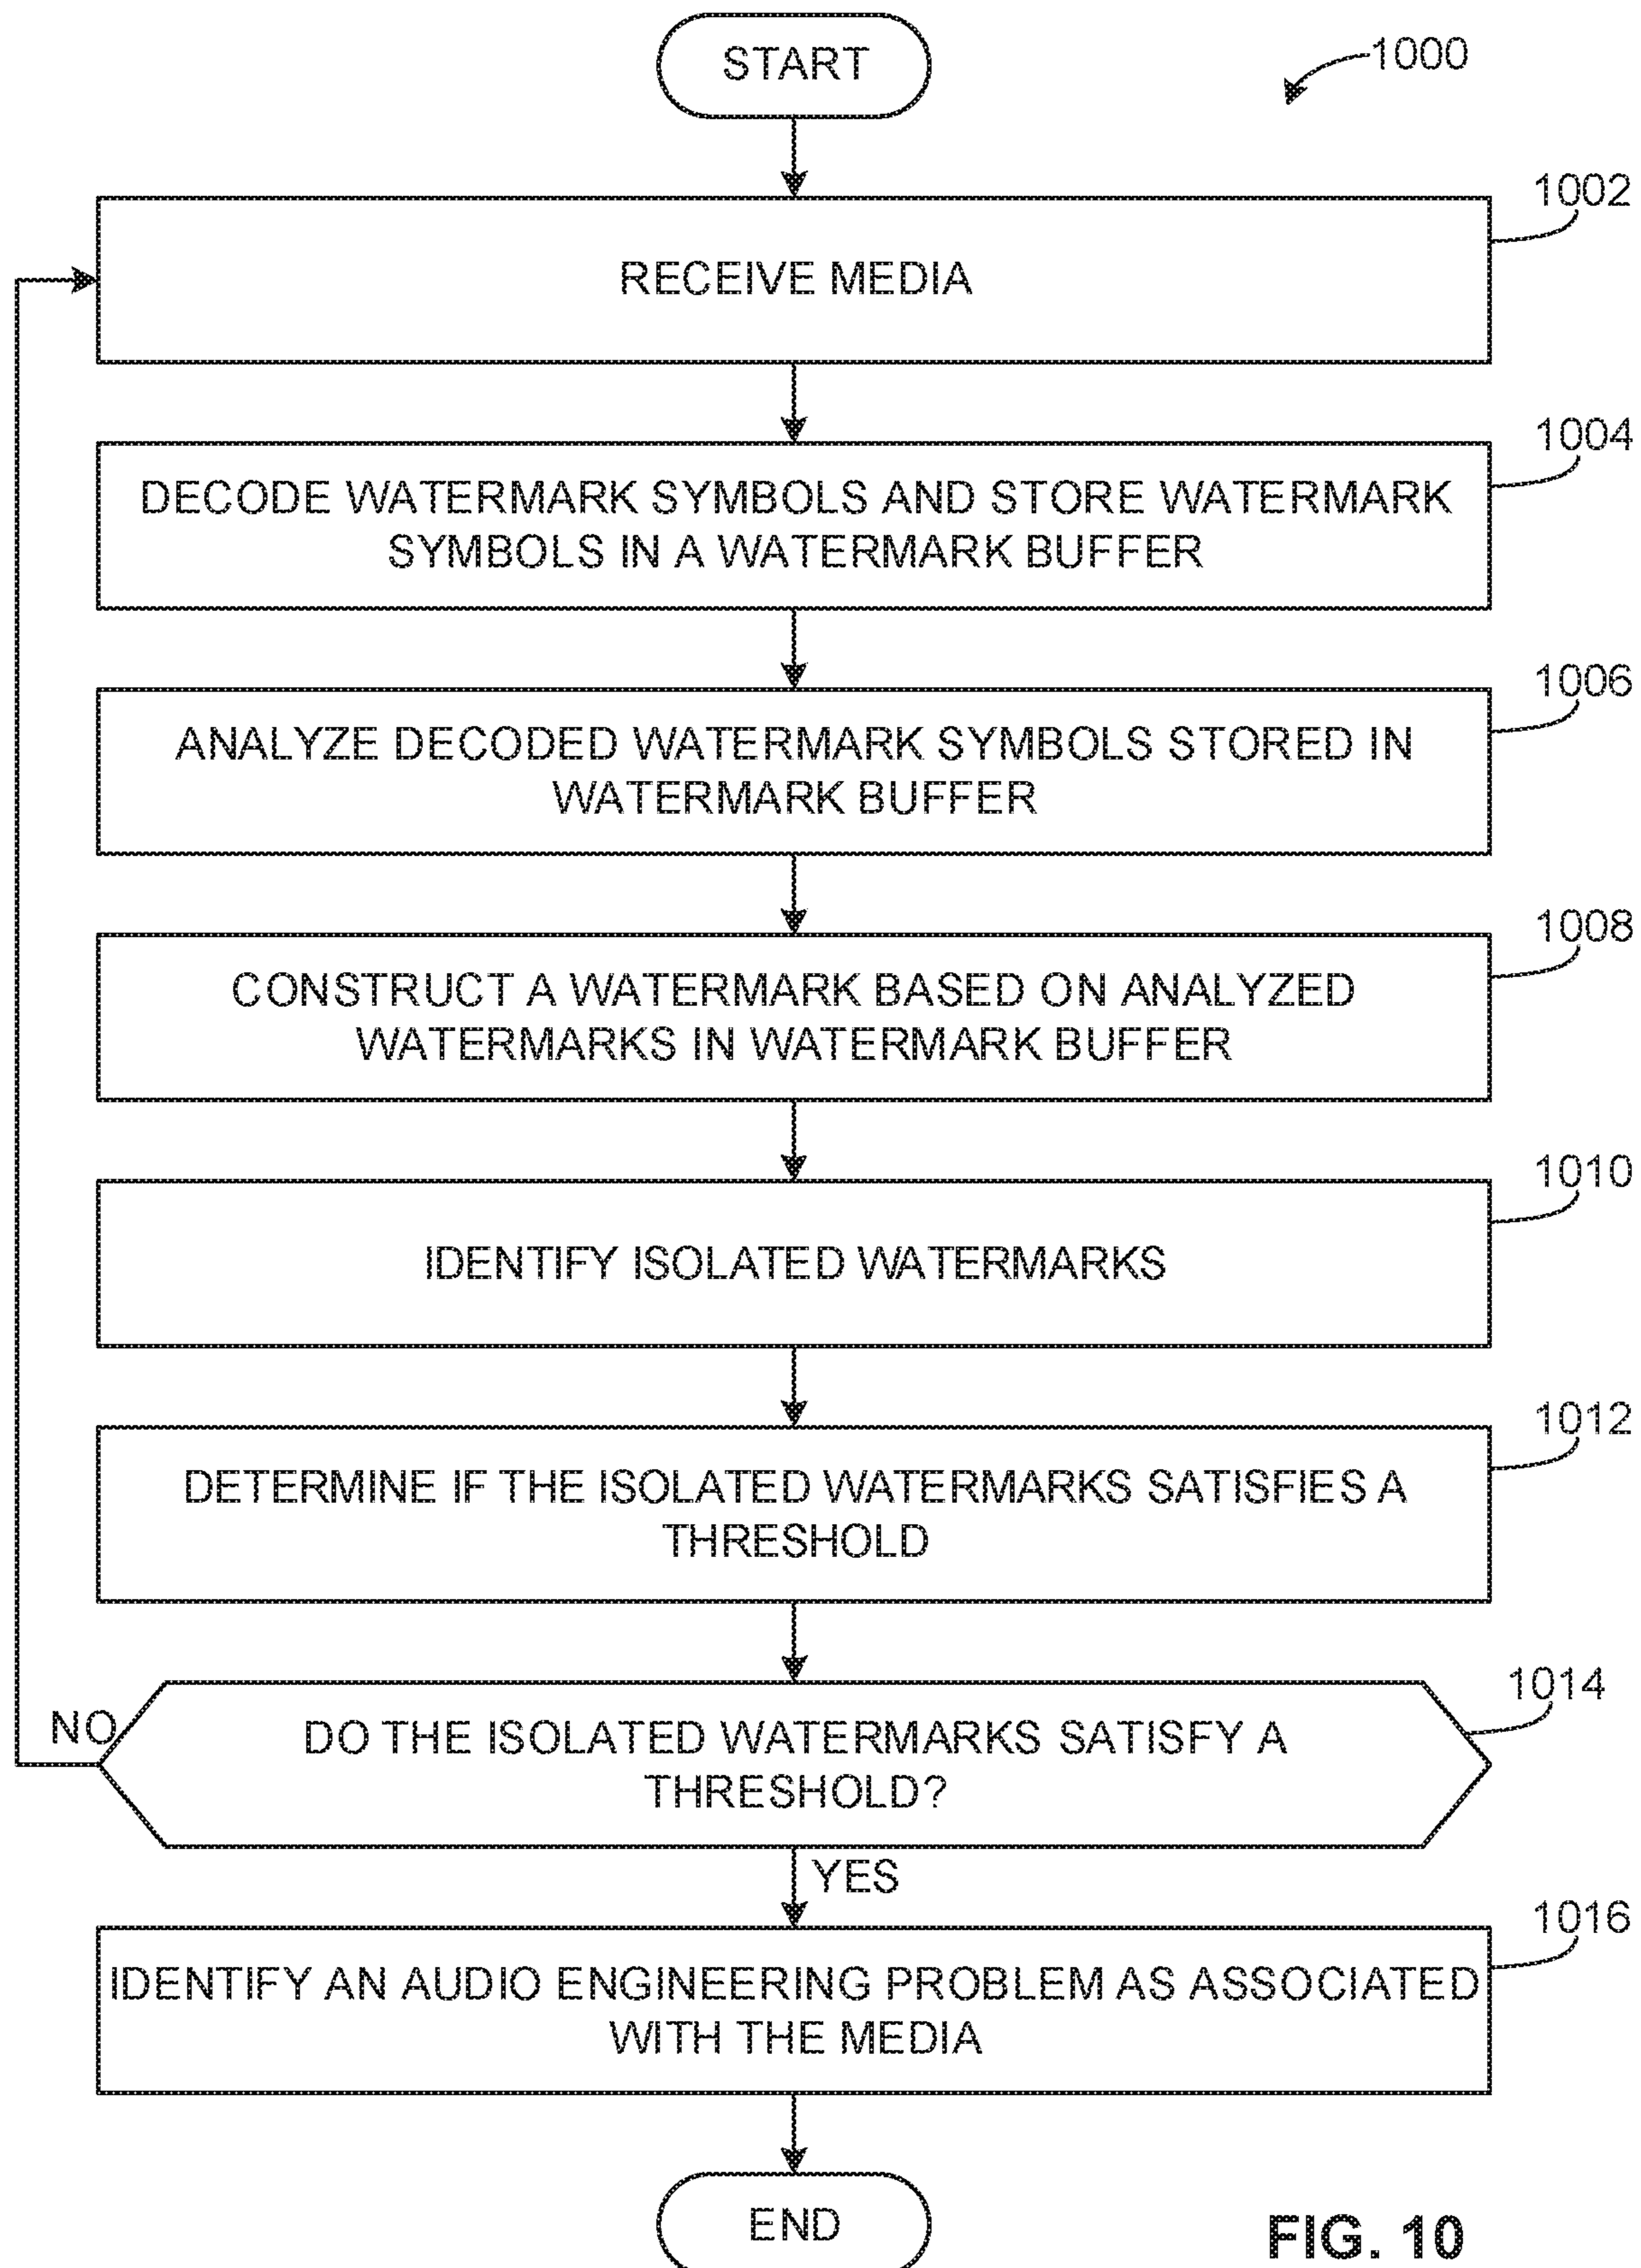 START
1000
1002
RECEIVE MEDIA
1004
DECODE WATERMARK SYMBOLS AND STORE WATERMARK
SYMBOLS IN A WATERMARK BUFFER
1006
ANALYZE DECODED WATERMARK SYMBOLS STORED IN
WATERMARK BUFFER
1008
CONSTRUCT A WATERMARK BASED ON ANALYZED
WATERMARKS IN WATERMARK BUFFER
1010
IDENTIFY ISOLATED WATERMARKS
1012
DETERMINE IF THE ISOLATED WATERMARKS SATISFIES A
THRESHOLD
1014
NO
DO THE ISOLATED WATERMARKS SATISFY A
THRESHOLD?
YES
1016
IDENTIFY AN AUDIO ENGINEERING PROBLEM AS ASSOCIATED
WITH THE MEDIA
END
FIG. 10